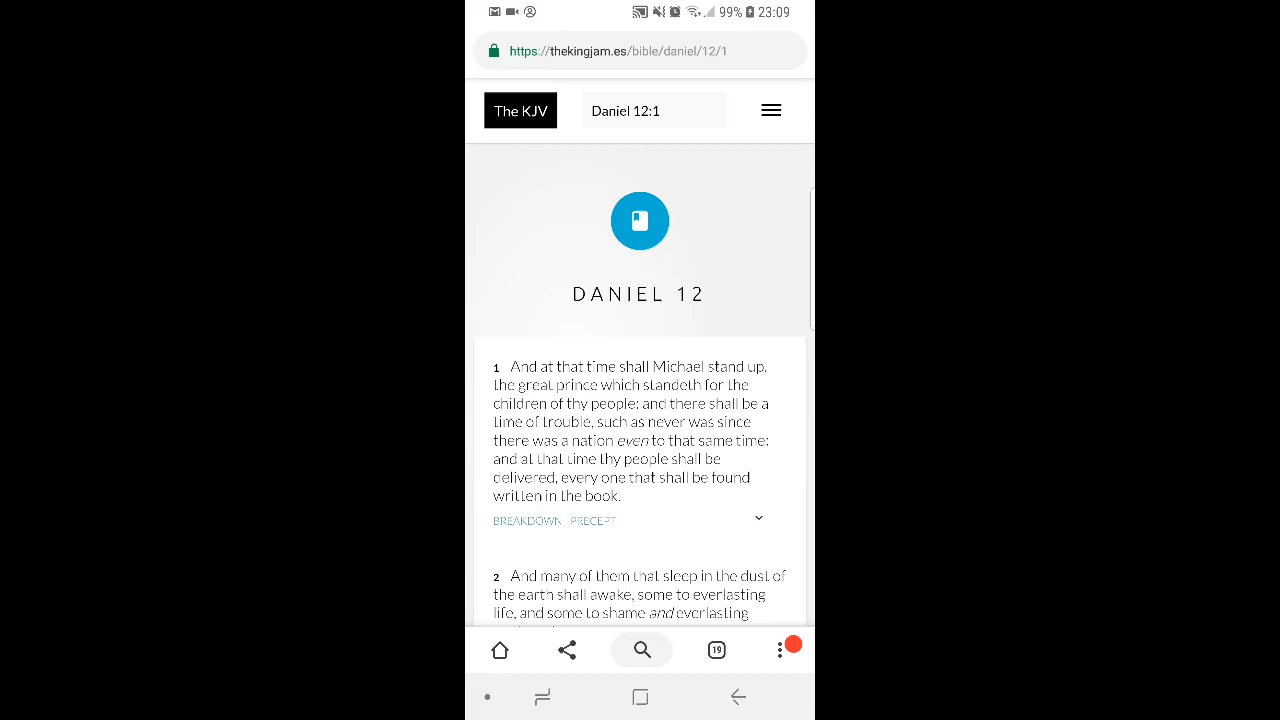 99% 23:09
https://thekingjam.es/bible/daniel/12/1
The KJV Daniel 12:1
DANIEL 12
1 And at that time shall Michael stand up,
the great prince which standeth for the
children of thy people: and there shall be a
time of trouble, such as never was since
there was a nation even to that same time:
and at that time thy people shall be
delivered, every one that shall be found
written in the book.
BREAKDOWN PRECEPT
2 And many of them that sleep in the dust of
the earth shall awake, some to everlasting
life, and some to shame and everlasting
19